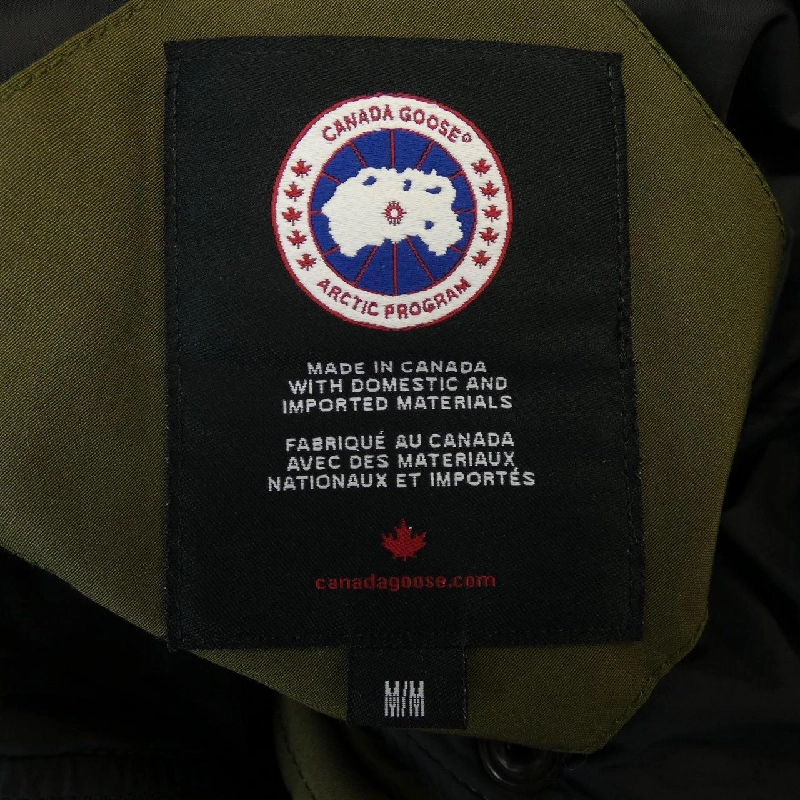 CANADA GOOSE®
ARCTIC PROGRAM
MADE IN CANADA
WITH DOMESTIC AND
IMPORTED MATERIALS
FABRIQUÉ AU CANADA
AVEC DES MATERIAUX
NATIONAUX ET IMPORTÉS
canadagoose.com
M/M